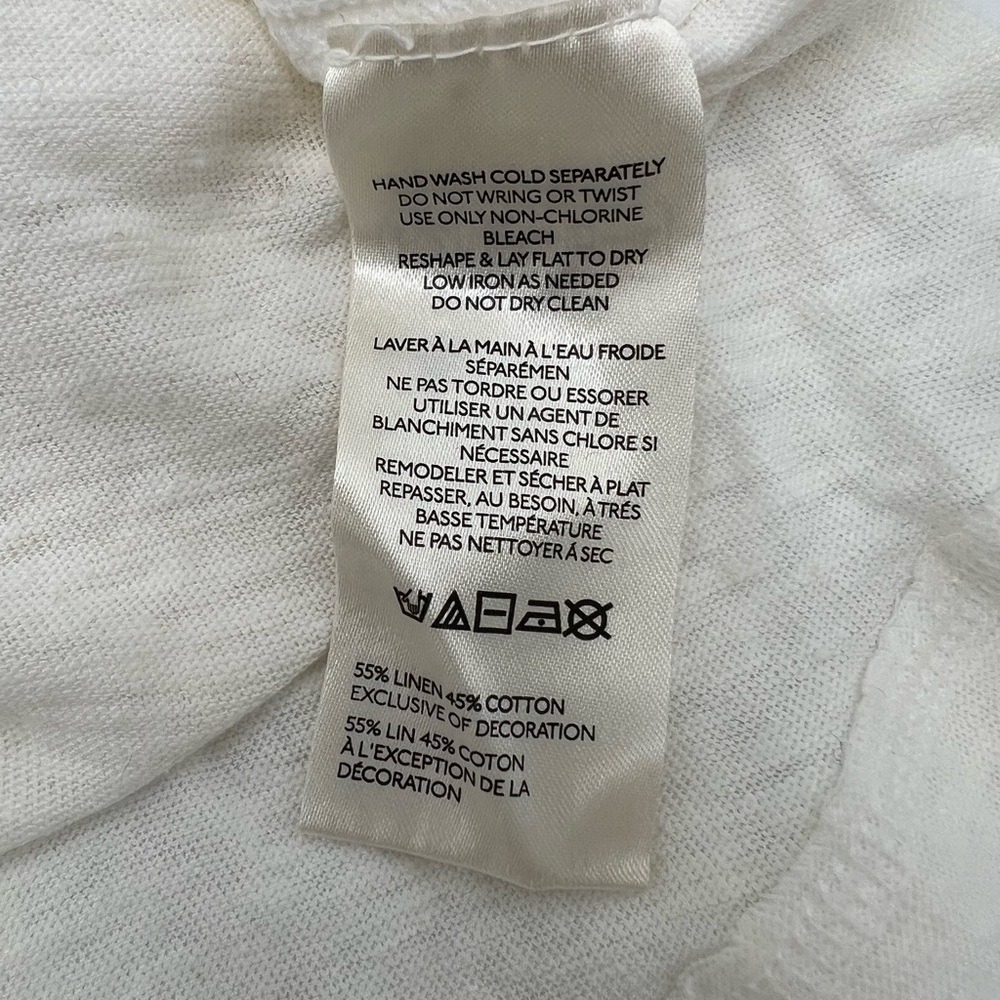 HAND WASH COLD SEPARATELY
DO NOT WRING OR TWIST
USE ONLY NON-CHLORINE
BLEACH
RESHAPE & LAY FLAT TO DRY
LOW IRON AS NEEDED
DO NOT DRY CLEAN
LAVER À LA MAIN À L'EAU FROIDE
SÉPARÉMEN
NE PAS TORDRE OU ESSORER
UTILISER UN AGENT DE
BLANCHIMENT SANS CHLORE SI
NÉCESSAIRE
REMODELER ET SÉCHER À PLAT
REPASSER, AU BESOIN, À TRÉS
BASSE TEMPÉRATURE
NE PAS NETTOYER Á SEC
55% LINEN 45% COTTON
EXCLUSIVE OF DECORATION
55% LIN 45% COTON
À L'EXCEPTION DE LA
DÉCORATION